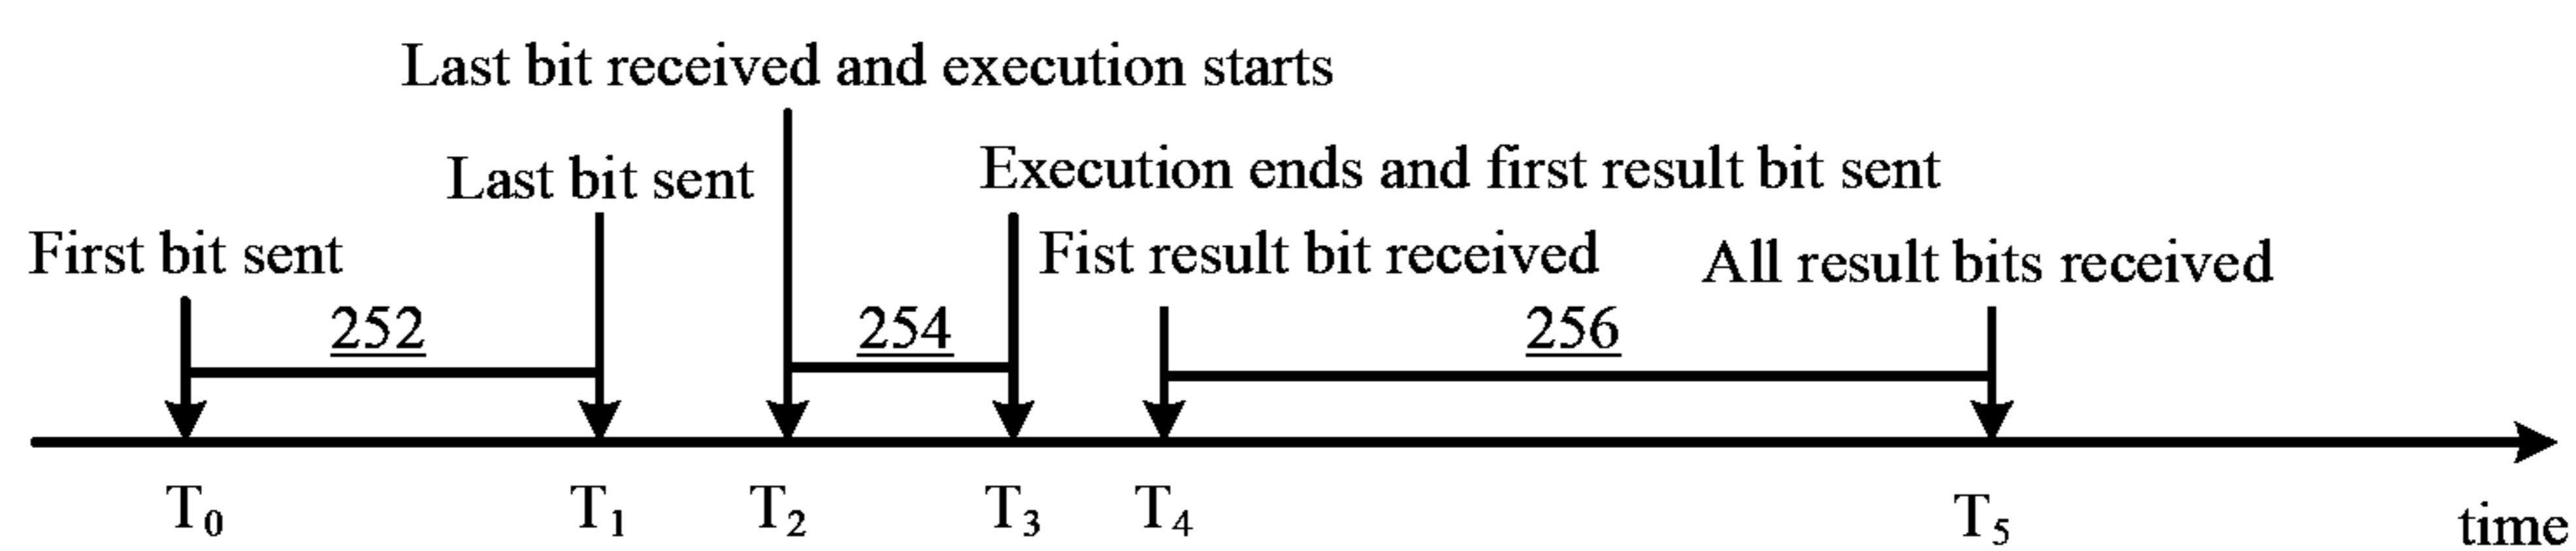 Last bit received and execution starts
Last bit sent
Execution ends and first result bit sent
First bit sent
Fist result bit received
All result bits received
252
254
256
T0
T1
T2
T3
T4
T5
time